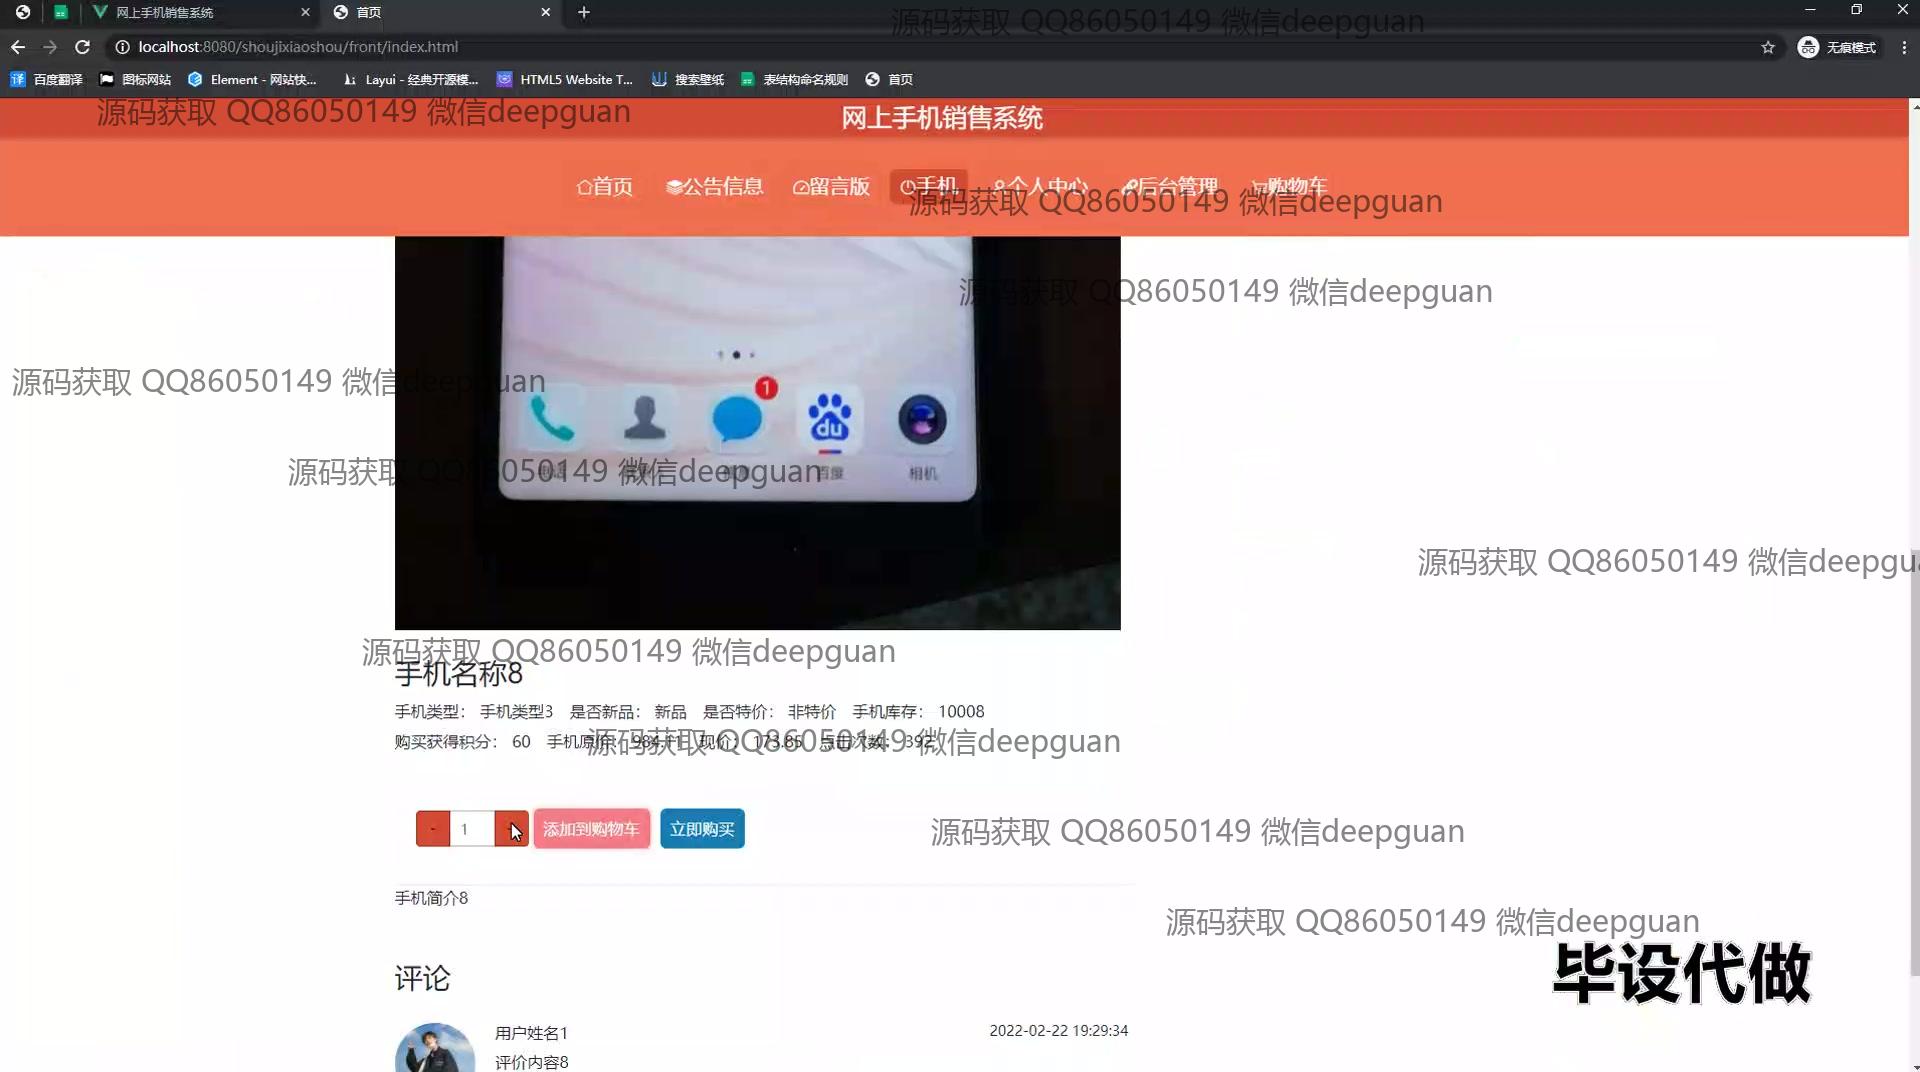 网上手机销售系统
首页
源码获取 QQ86050149 微信deepguan
localhost:8080/shoujixiaoshou/front/index.html
无痕模式
百度翻译
图标网站
Element - 网站快...
Layui - 经典开源模...
HTML5 Website T...
搜索壁纸
表结构命名规则
首页
源码获取 QQ86050149 微信deepguan
网上手机销售系统
首页
公告信息
留言版
手机
个人中心
后台管理
购物车
源码获取 QQ86050149 微信deepguan
源码获取 QQ86050149 微信deepguan
源码获取 QQ86050149 微信deepguan
1
du
源码获取 QQ86050149 微信deepguan
百度
相机
源码获取 QQ86050149 微信deepgu
源码获取 QQ86050149 微信deepguan
手机名称8
手机类型： 手机类型3 是否新品： 新品 是否特价： 非特价 手机库存： 10008
购买获得积分： 60 手机原价： 984.11 现价： 173.85 点击次数： 392
源码获取 QQ86050149 微信deepguan
- 1
添加到购物车
立即购买
源码获取 QQ86050149 微信deepguan
手机简介8
源码获取 QQ86050149 微信deepguan
毕设代做
评论
用户姓名1
2022-02-22 19:29:34
评价内容8